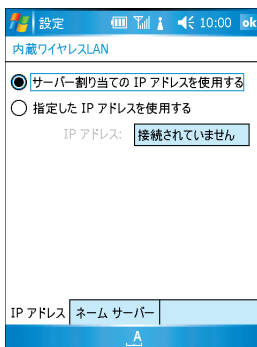 設定 10:00 ok
内蔵ワイヤレスLAN
サーバー割り当ての IP アドレスを使用する
指定した IP アドレスを使用する
IP アドレス: 接続されていません
IP アドレス ネーム サーバー
A